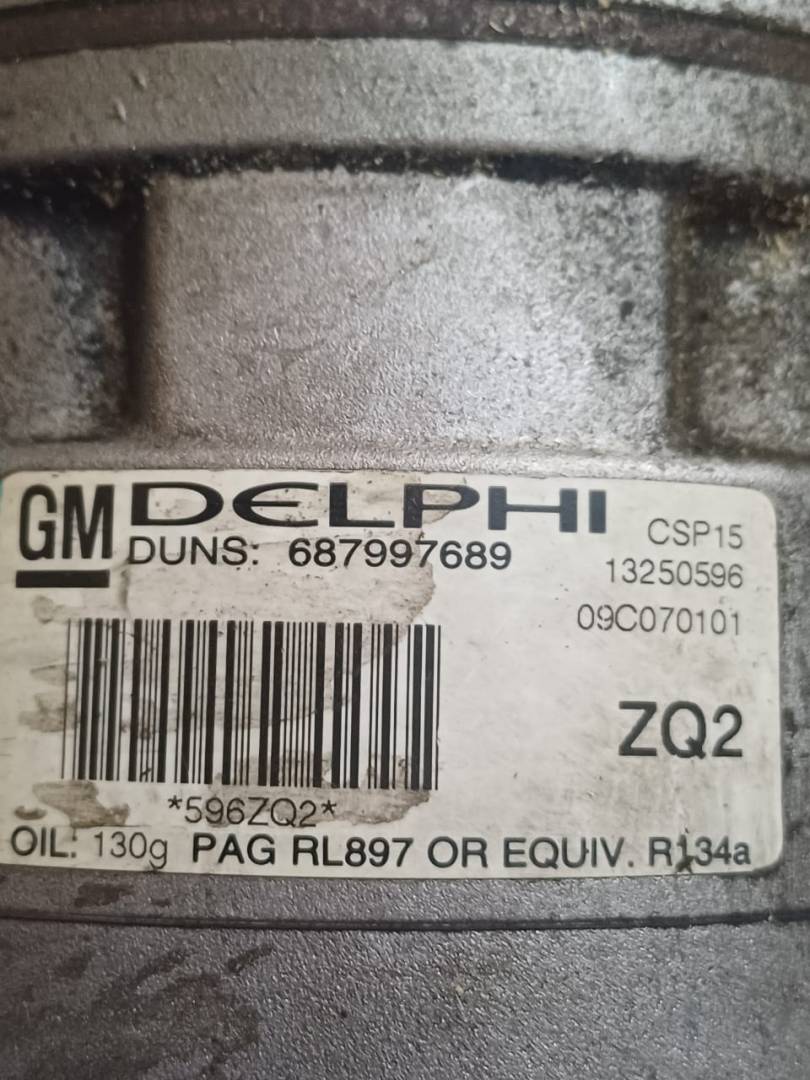 GM DELPHI
CSP15
DUNS: 687997689
13250596
09C070101
ZQ2
*596ZQ2*
OIL: 130g PAG RL897 OR EQUIV. R134a